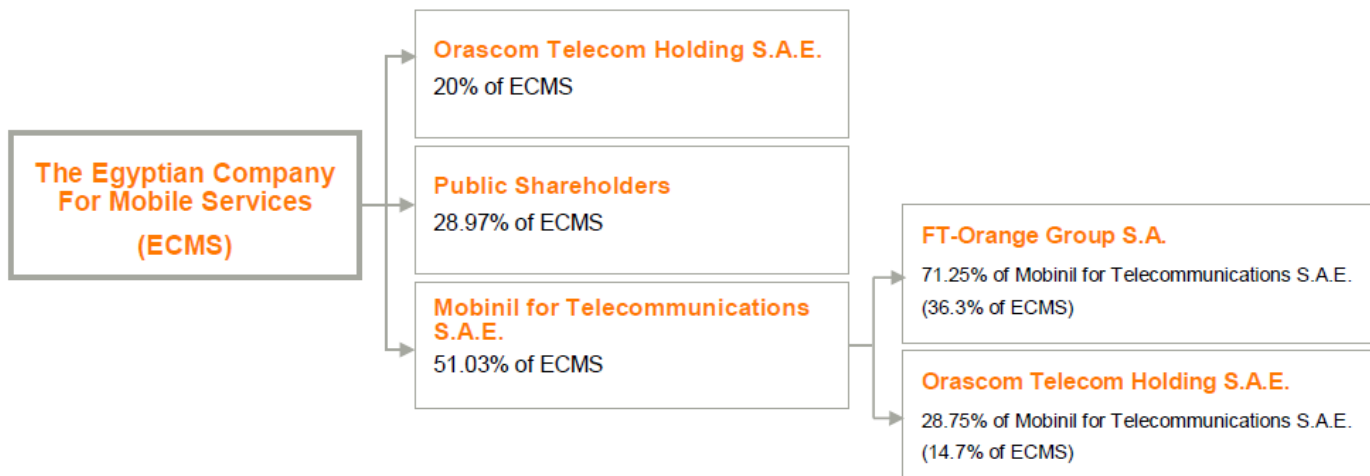 The Egyptian Company
For Mobile Services
(ECMS)
Orascom Telecom Holding S.A.E.
20% of ECMS
Public Shareholders
28.97% of ECMS
Mobinil for Telecommunications
S.A.E.
51.03% of ECMS
FT-Orange Group S.A.
71.25% of Mobinil for Telecommunications S.A.E.
(36.3% of ECMS)
Orascom Telecom Holding S.A.E.
28.75% of Mobinil for Telecommunications S.A.E.
(14.7% of ECMS)